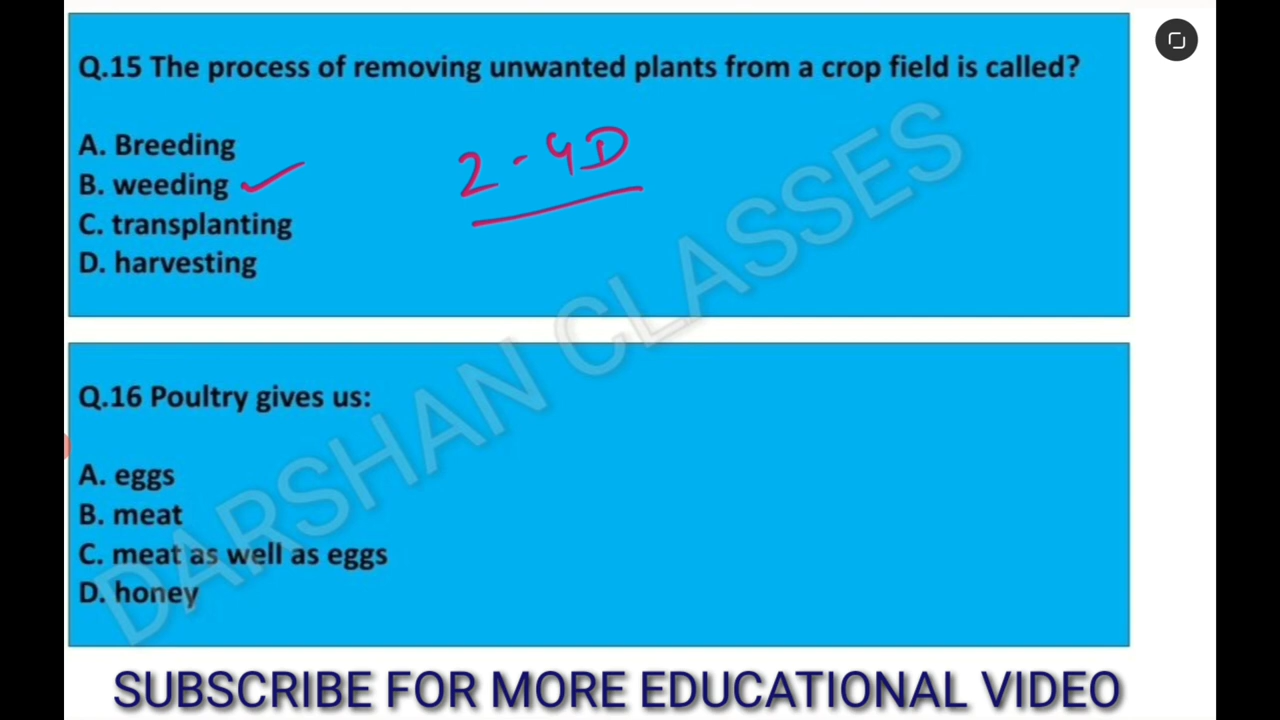 Q.15 The process of removing unwanted plants from a crop field is called?
A. Breeding
B. weeding
C. transplanting
D. harvesting
2-4D
Q.16 Poultry gives us:
A. eggs
B. meat
C. meat as well as eggs
D. honey
DARSHAN CLASSES
SUBSCRIBE FOR MORE EDUCATIONAL VIDEO